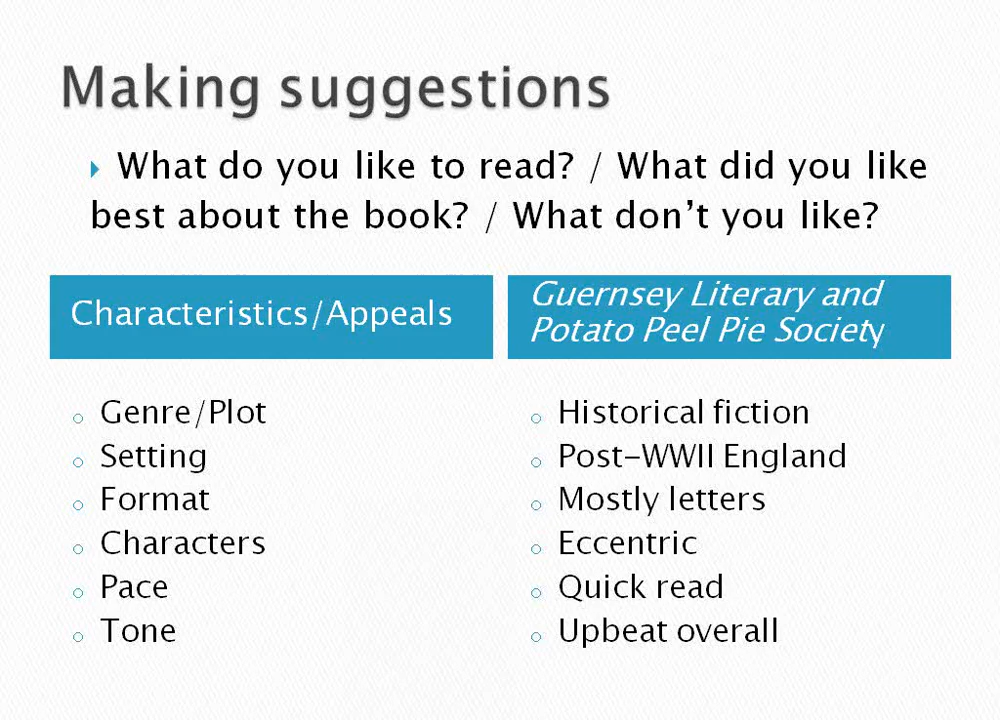 Making suggestions
What do you like to read? / What did you like
best about the book? / What don’t you like?
Characteristics/Appeals
Guernsey Literary and
Potato Peel Pie Society
Genre/Plot
Setting
Format
Characters
Pace
Tone
Historical fiction
Post-WWII England
Mostly letters
Eccentric
Quick read
Upbeat overall